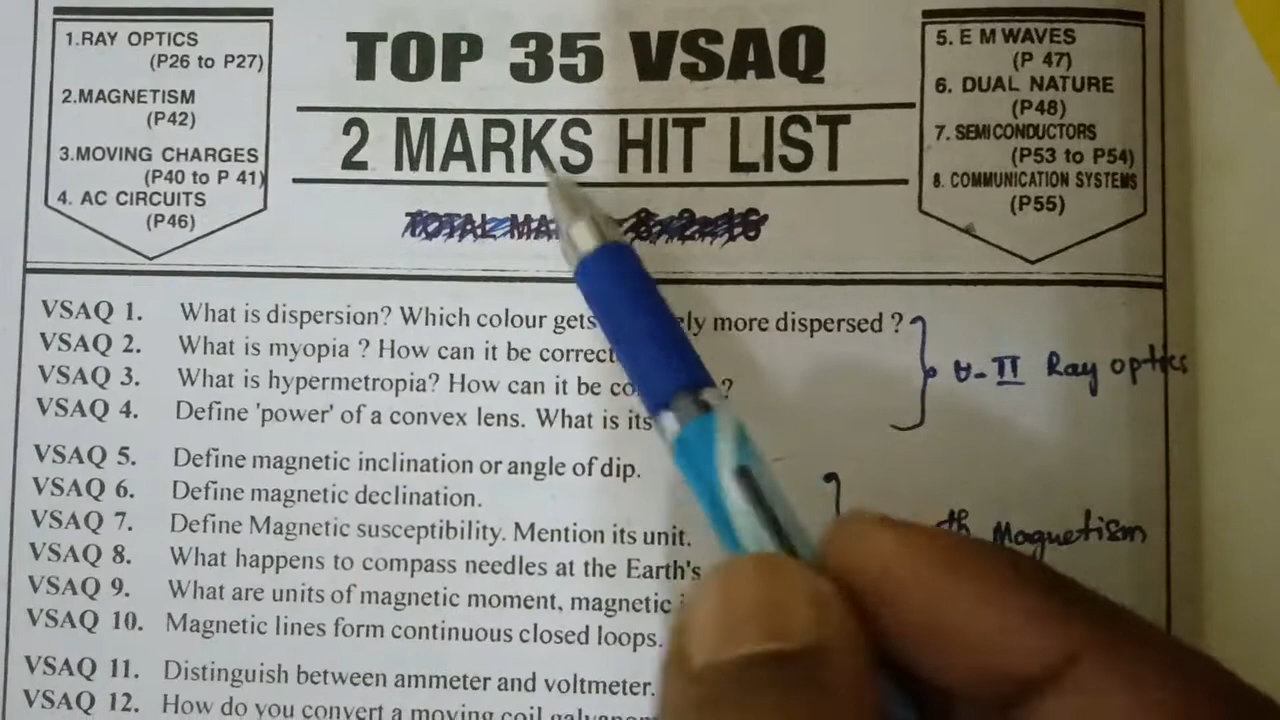 1.RAY OPTICS
(P26 to P27)
2.MAGNETISM
(P42)
3.MOVING CHARGES
(P40 to P 41)
4. AC CIRCUITS
(P46)
TOP 35 VSAQ
2 MARKS HIT LIST
TOTAL MA 8x2=16
5. E M WAVES
(P 47)
6. DUAL NATURE
(P48)
7. SEMICONDUCTORS
(P53 to P54)
8. COMMUNICATION SYSTEMS
(P55)
VSAQ 1. What is dispersion? Which colour gets ly more dispersed ?
VSAQ 2. What is myopia ? How can it be correct
VSAQ 3. What is hypermetropia? How can it be co ?
VSAQ 4. Define 'power' of a convex lens. What is its
U-II Ray optics
VSAQ 5. Define magnetic inclination or angle of dip.
VSAQ 6. Define magnetic declination.
VSAQ 7. Define Magnetic susceptibility. Mention its unit.
th Magnetism
VSAQ 8. What happens to compass needles at the Earth's
VSAQ 9. What are units of magnetic moment, magnetic
VSAQ 10. Magnetic lines form continuous closed loops.
VSAQ 11. Distinguish between ammeter and voltmeter.
VSAQ 12. How do you convert a moving coil galvanom